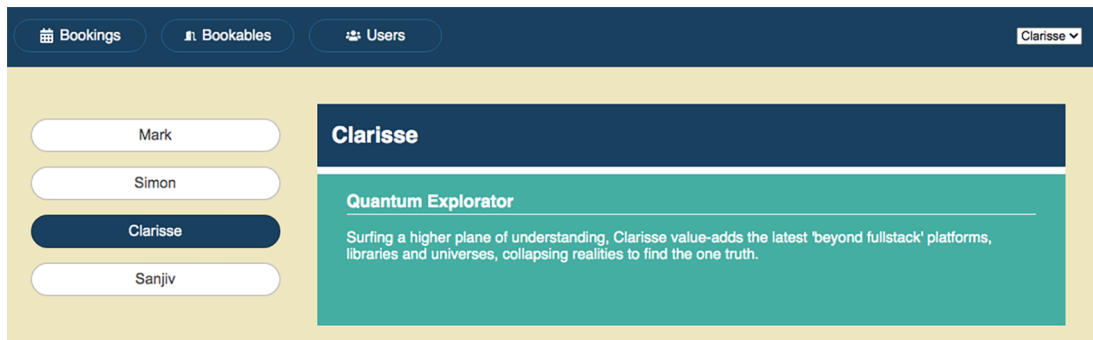 Bookings
Bookables
Users
Clarisse
Mark
Simon
Clarisse
Sanjiv
Clarisse
Quantum Explorator
Surfing a higher plane of understanding, Clarisse value-adds the latest 'beyond fullstack' platforms,
libraries and universes, collapsing realities to find the one truth.